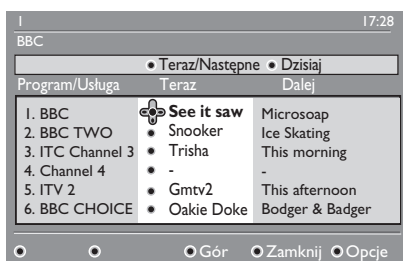 1 17:28
BBC
Teraz/Następne Dzisiaj
Program/Usługa Teraz Dalej
1. BBC See it saw Microsoap
2. BBC TWO Snooker Ice Skating
3. ITC Channel 3 Trisha This morning
4. Channel 4 - -
5. ITV 2 Gmtv2 This afternoon
6. BBC CHOICE Oakie Doke Bodger & Badger
Gór Zamknij Opcje